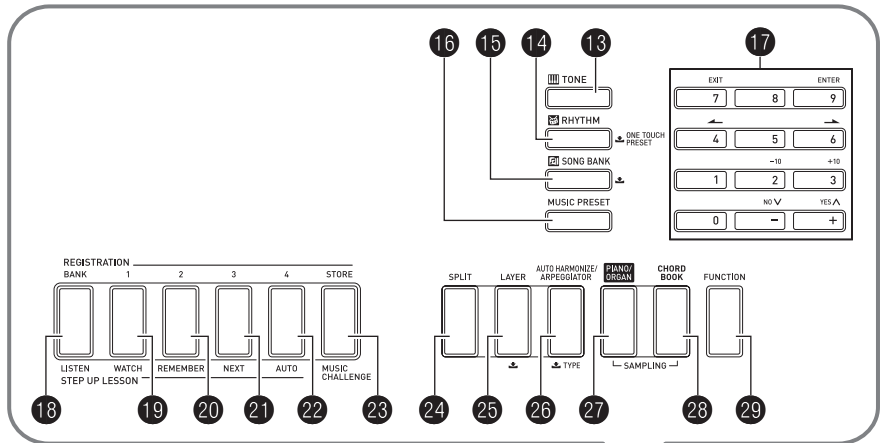 16 15 14 13 17
TONE
RHYTHM
ONE TOUCH
PRESET
SONG BANK
MUSIC PRESET
EXIT ENTER
7 8 9
4 5 6
-10 +10
1 2 3
NO YES
0 - +
REGISTRATION
BANK 1 2 3 4 STORE
LISTEN WATCH REMEMBER NEXT AUTO MUSIC
CHALLENGE
STEP UP LESSON
18 19 20 21 22 23
SPLIT LAYER AUTO HARMONIZE/
ARPEGGIATOR PIANO/
ORGAN CHORD
BOOK FUNCTION
TYPE SAMPLING
24 25 26 27 28 29